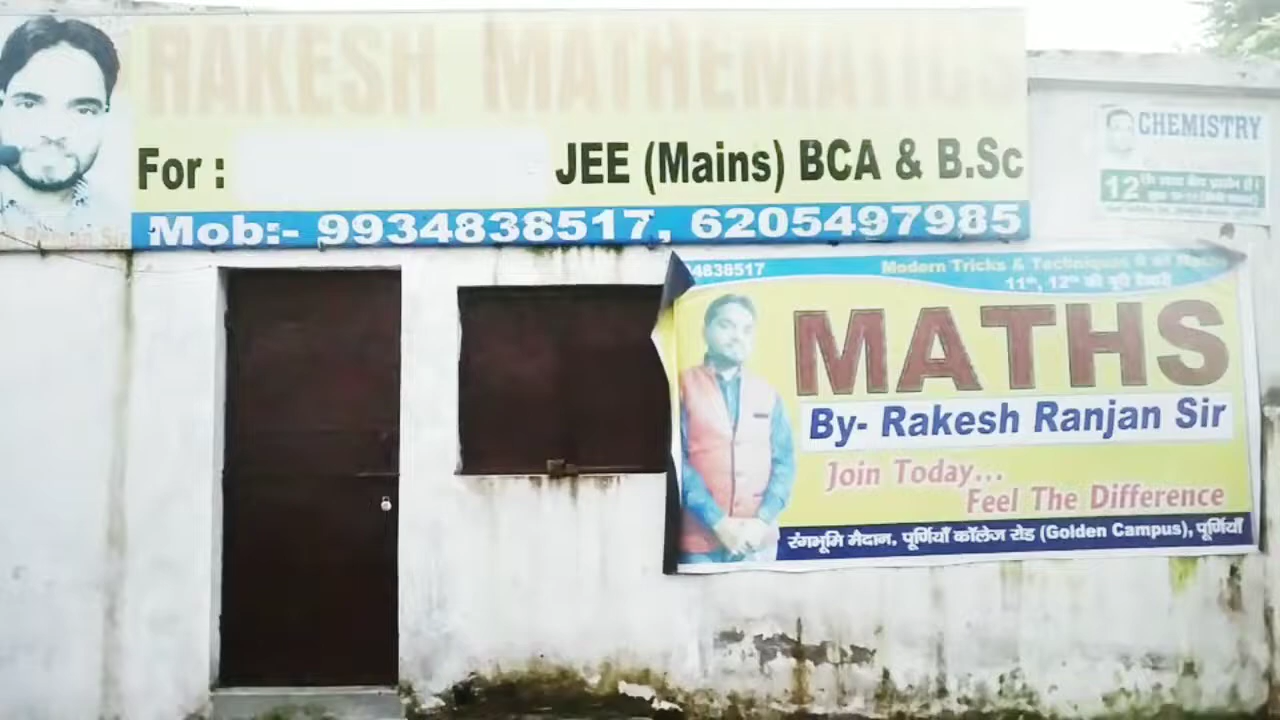 RAKESH MATHEMATICS
For : JEE (Mains) BCA & B.Sc
Mob:- 9934838517, 6205497985
CHEMISTRY
12
4838517 Modern Tricks & Techniques
11th, 12th की पूरी तैयारी
MATHS
By- Rakesh Ranjan Sir
Join Today...
Feel The Difference
रंगभूमि मैदान, पूर्णियाँ कॉलेज रोड (Golden Campus), पूर्णियाँ